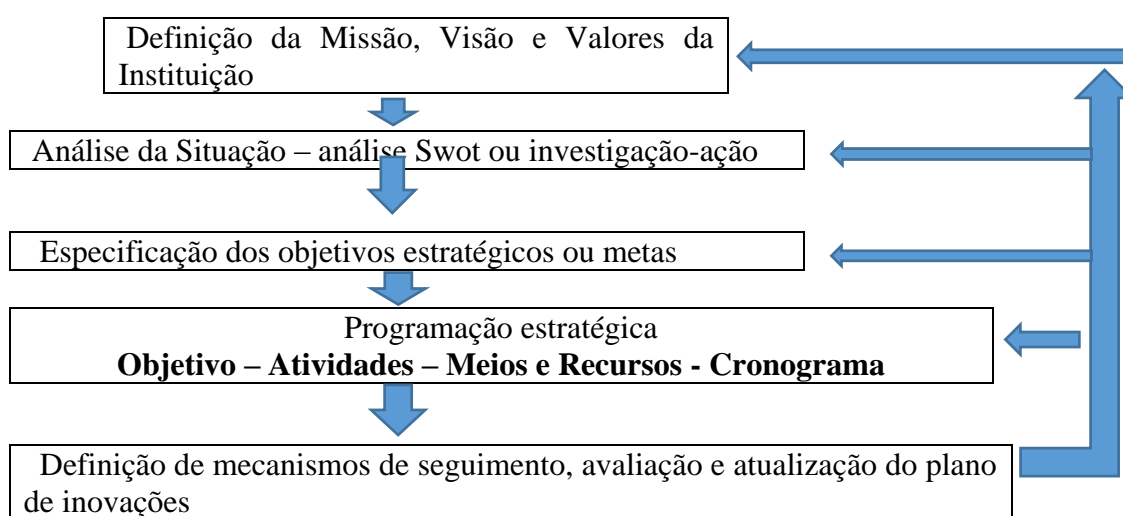 Definição da Missão, Visão e Valores da
Instituição
Análise da Situação – análise Swot ou investigação-ação
Especificação dos objetivos estratégicos ou metas
Programação estratégica
Objetivo – Atividades – Meios e Recursos - Cronograma
Definição de mecanismos de seguimento, avaliação e atualização do plano
de inovações